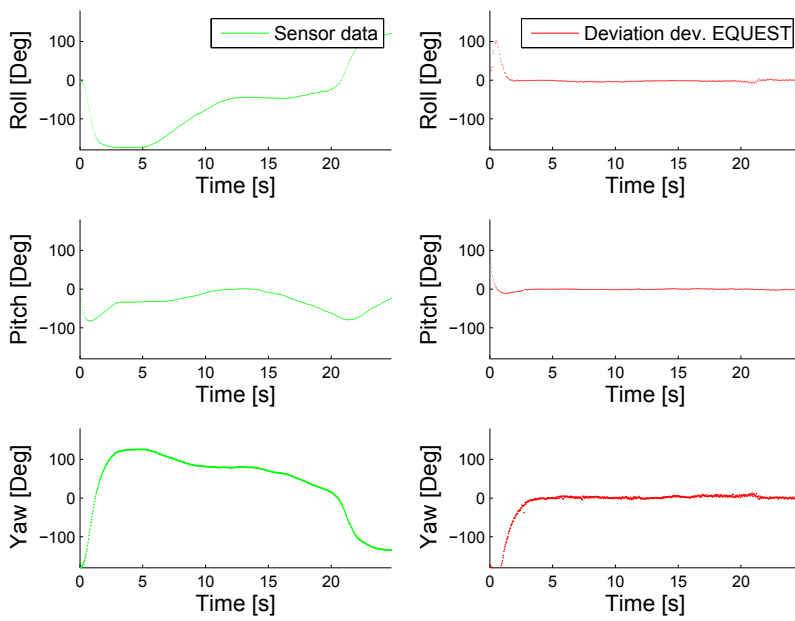 Sensor data
Roll [Deg]
100
0
−100
0 5 10 15 20
Time [s]
Deviation dev. EQUEST
Roll [Deg]
100
0
−100
0 5 10 15 20
Time [s]
Pitch [Deg]
100
0
−100
0 5 10 15 20
Time [s]
Pitch [Deg]
100
0
−100
0 5 10 15 20
Time [s]
Yaw [Deg]
100
0
−100
0 5 10 15 20
Time [s]
Yaw [Deg]
100
0
−100
0 5 10 15 20
Time [s]